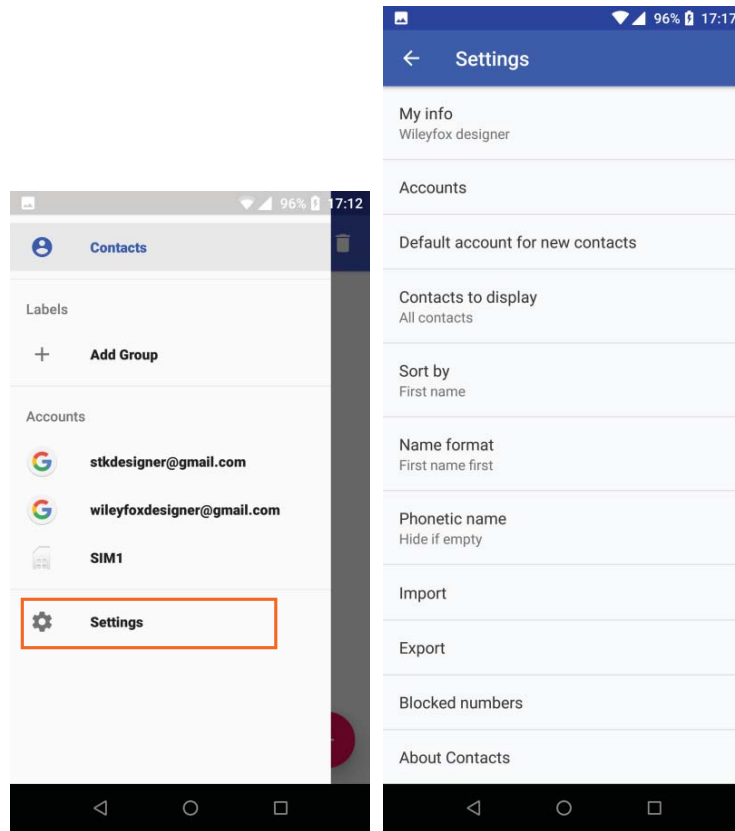 96% 17:12
Contacts
Labels
Add Group
Accounts
stkdesigner@gmail.com
wileyfoxdesigner@gmail.com
SIM1
Settings
96% 17:17
Settings
My info
Wileyfox designer
Accounts
Default account for new contacts
Contacts to display
All contacts
Sort by
First name
Name format
First name first
Phonetic name
Hide if empty
Import
Export
Blocked numbers
About Contacts